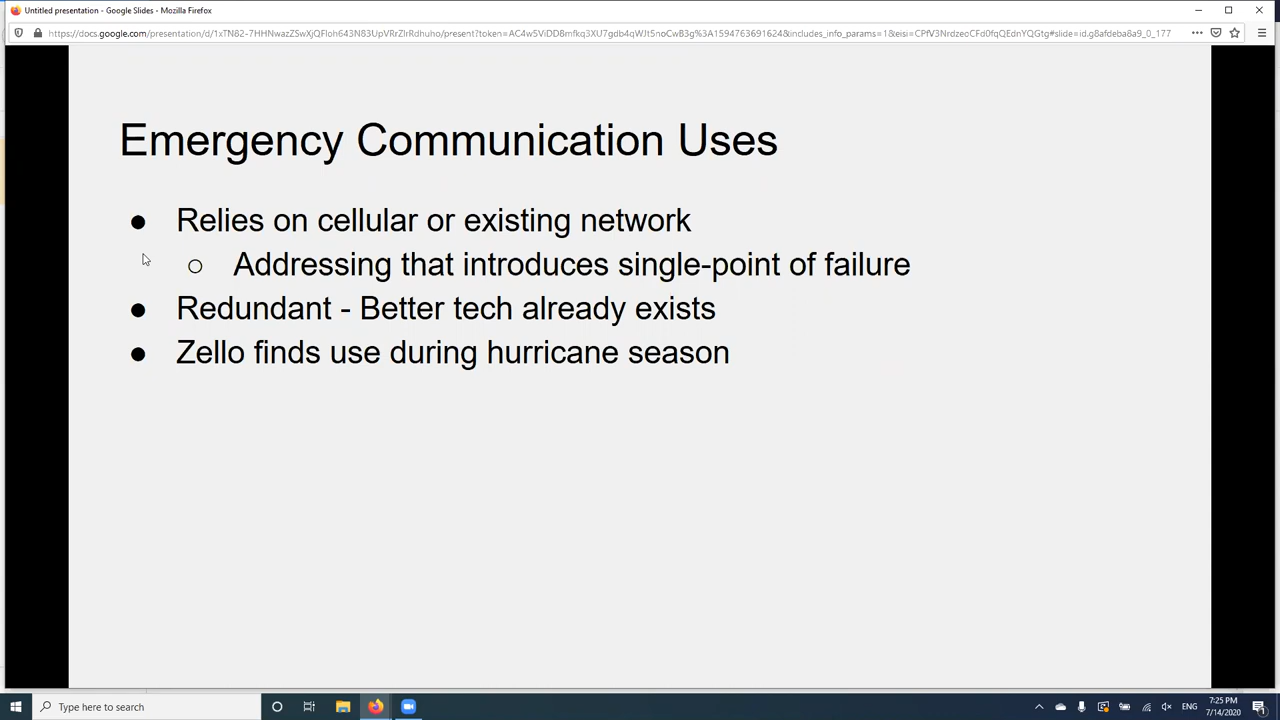 Untitled presentation - Google Slides - Mozilla Firefox
Emergency Communication Uses
● Relies on cellular or existing network
○ Addressing that introduces single-point of failure
● Redundant - Better tech already exists
● Zello finds use during hurricane season
Type here to search
ENG
7:25 PM
7/14/2020